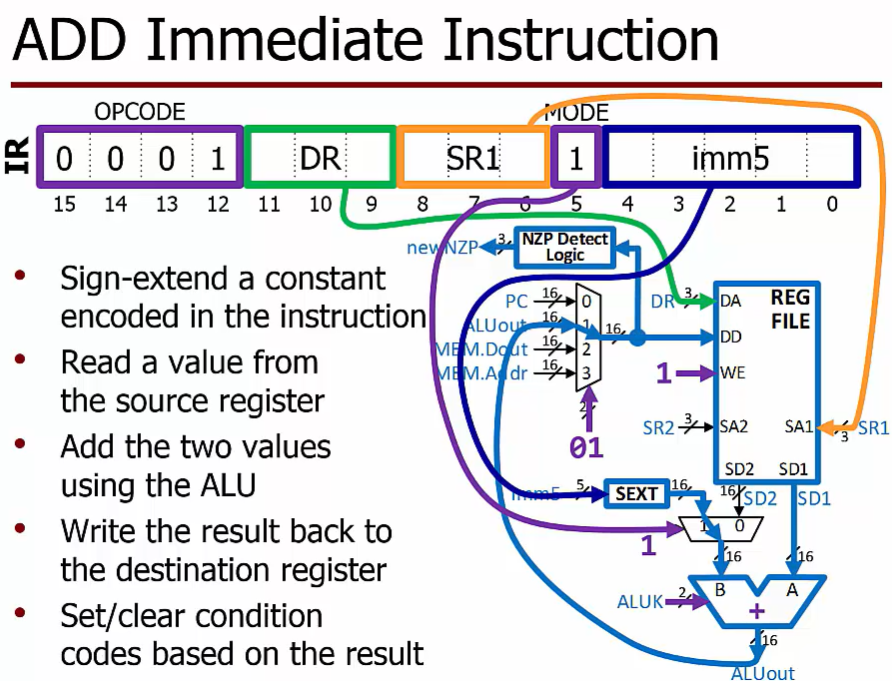 ADD Immediate Instruction
OPCODE
MODE
IR
0 0 0 1 DR SR1 1 imm5
15 14 13 12 11 10 9 8 7 6 5 4 3 2 1 0
• Sign-extend a constant
encoded in the instruction
• Read a value from
the source register
• Add the two values
using the ALU
• Write the result back to
the destination register
• Set/clear condition
codes based on the result
newNZP 3
NZP Detect
Logic
PC 16 0
ALUout 16 1
MEM.Dout 16 2
MEM.Addr 16 3
16
2
01
REG
FILE
DR 3 DA
DD
1 WE
SR2 3 SA2
SA1 3 SR1
SD2 SD1
imm5 5 SEXT 16
16 SD2 SD1
1 0
1
16 16
B A
ALUK 2
+
16
ALUout